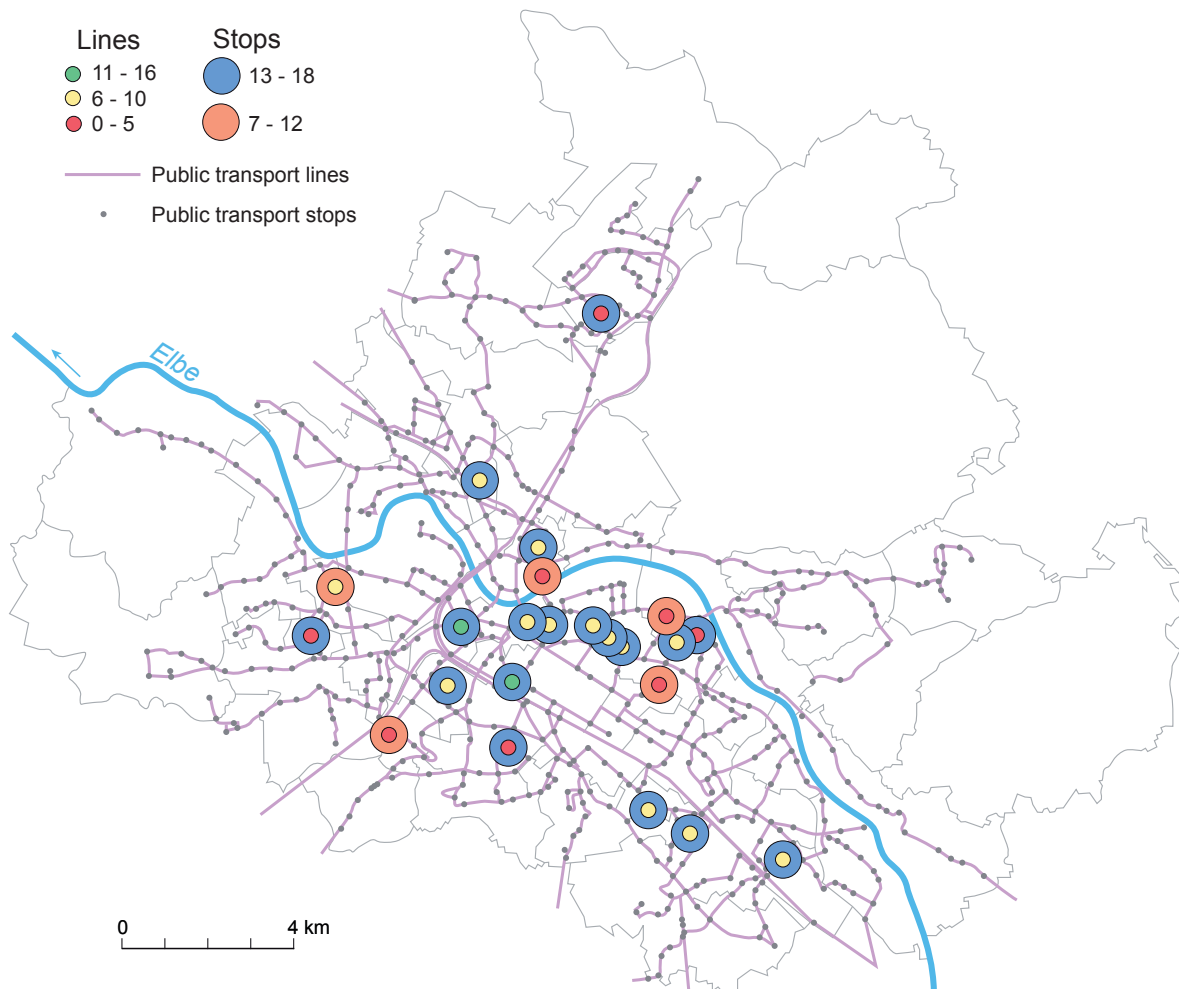 Lines
Stops
11 - 16
6 - 10
0 - 5
13 - 18
7 - 12
Public transport lines
Public transport stops
Elbe
0
4 km